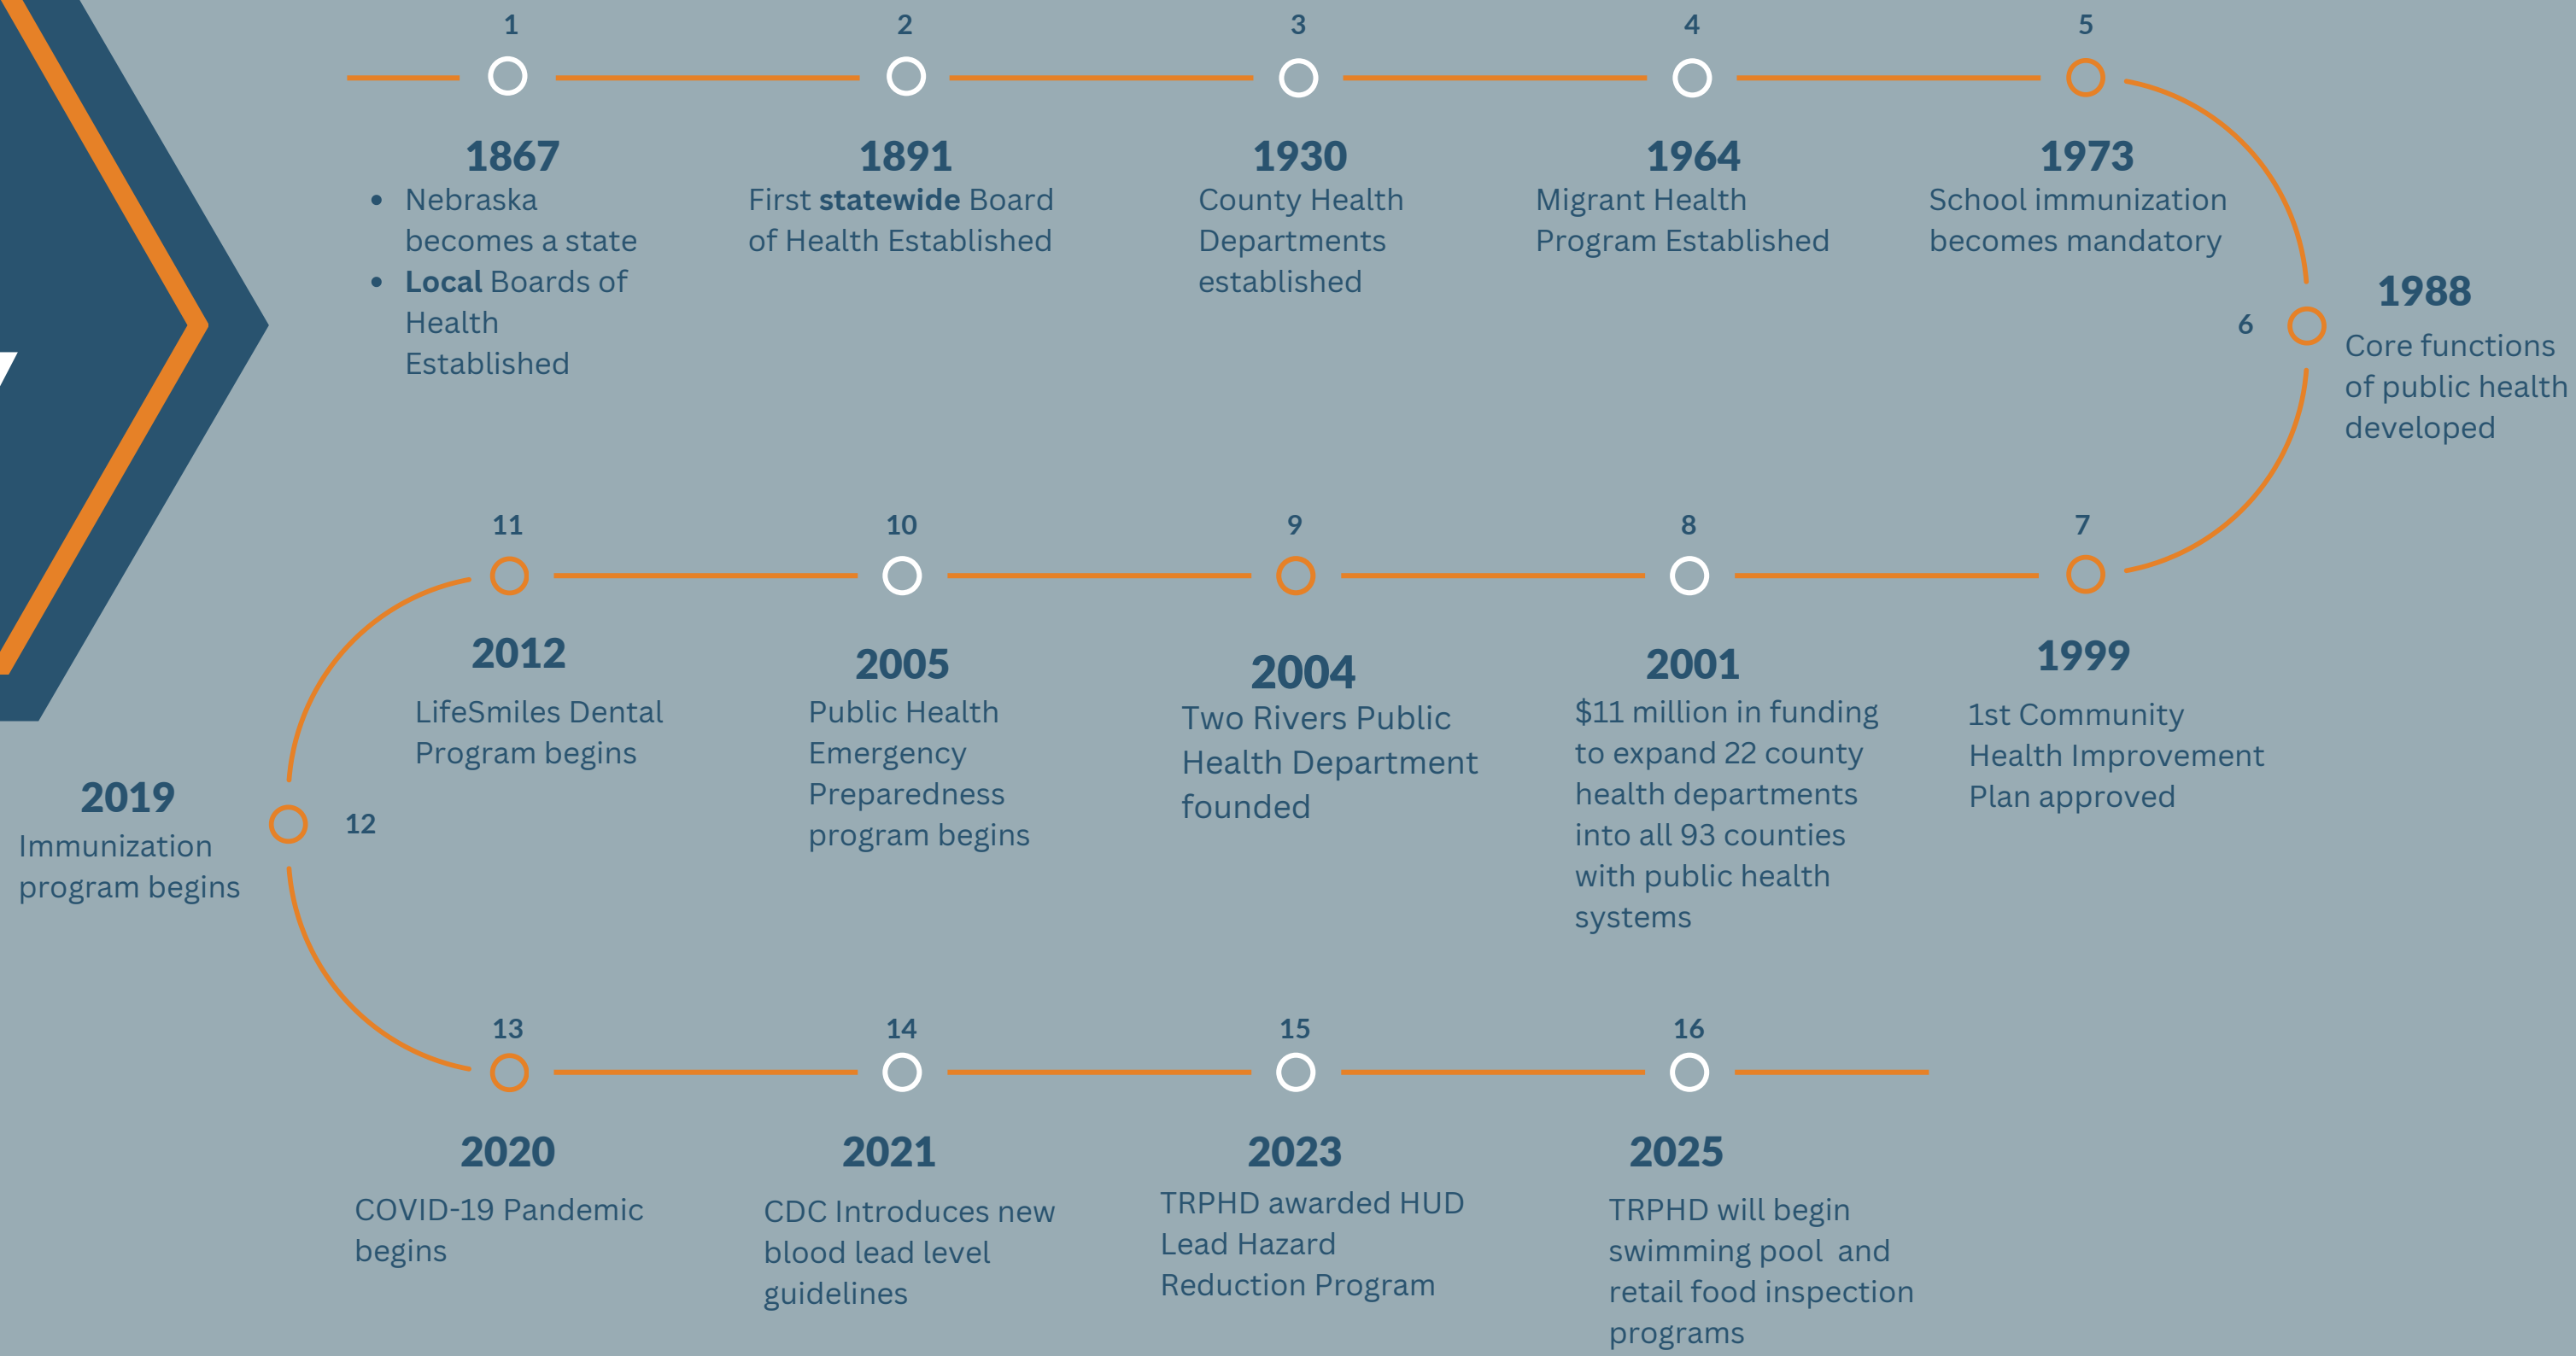 1
1867
• Nebraska
becomes a state
• Local Boards of
Health
Established
2
1891
First statewide Board
of Health Established
3
1930
County Health
Departments
established
4
1964
Migrant Health
Program Established
5
1973
School immunization
becomes mandatory
6
1988
Core functions
of public health
developed
7
1999
1st Community
Health Improvement
Plan approved
8
2001
$11 million in funding
to expand 22 county
health departments
into all 93 counties
with public health
systems
9
2004
Two Rivers Public
Health Department
founded
10
2005
Public Health
Emergency
Preparedness
program begins
11
2012
LifeSmiles Dental
Program begins
12
2019
Immunization
program begins
13
2020
COVID-19 Pandemic
begins
14
2021
CDC Introduces new
blood lead level
guidelines
15
2023
TRPHD awarded HUD
Lead Hazard
Reduction Program
16
2025
TRPHD will begin
swimming pool and
retail food inspection
programs